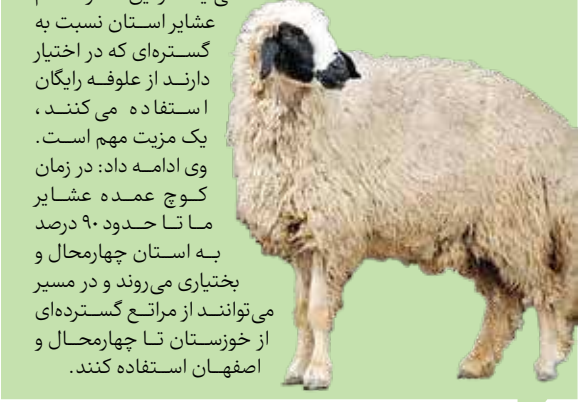 عشایر استان نسبت به
گستره‌ای که در اختیار
دارند از علوفه رایگان
استفاده می‌کنند،
یک مزیت مهم است.
وی ادامه داد: در زمان
کوچ عمده عشایر
ما تا حدود ۹۰ درصد
به استان چهارمحال و
بختیاری می‌روند و در مسیر
می‌توانند از مراتع گسترده‌ای
از خوزستان تا چهارمحال و
اصفهان استفاده کنند.